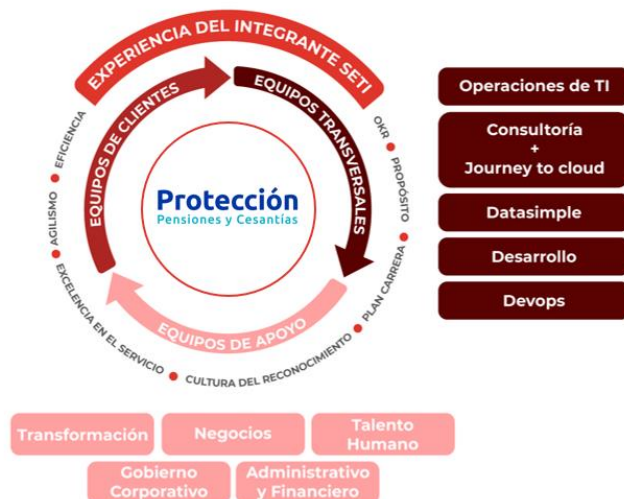 EXPERIENCIA DEL INTEGRANTE SETI
EQUIPOS DE CLIENTES
EQUIPOS TRANSVERSALES
EQUIPOS DE APOYO
Protección
Pensiones y Cesantías
OKR
PROPÓSITO
PLAN CARRERA
CULTURA DEL RECONOCIMIENTO
EXCELENCIA EN EL SERVICIO
AGILISMO
EFICIENCIA
Operaciones de TI
Consultoría
+
Journey to cloud
Datasimple
Desarrollo
Devops
Transformación
Negocios
Talento
Humano
Gobierno
Corporativo
Administrativo
y Financiero